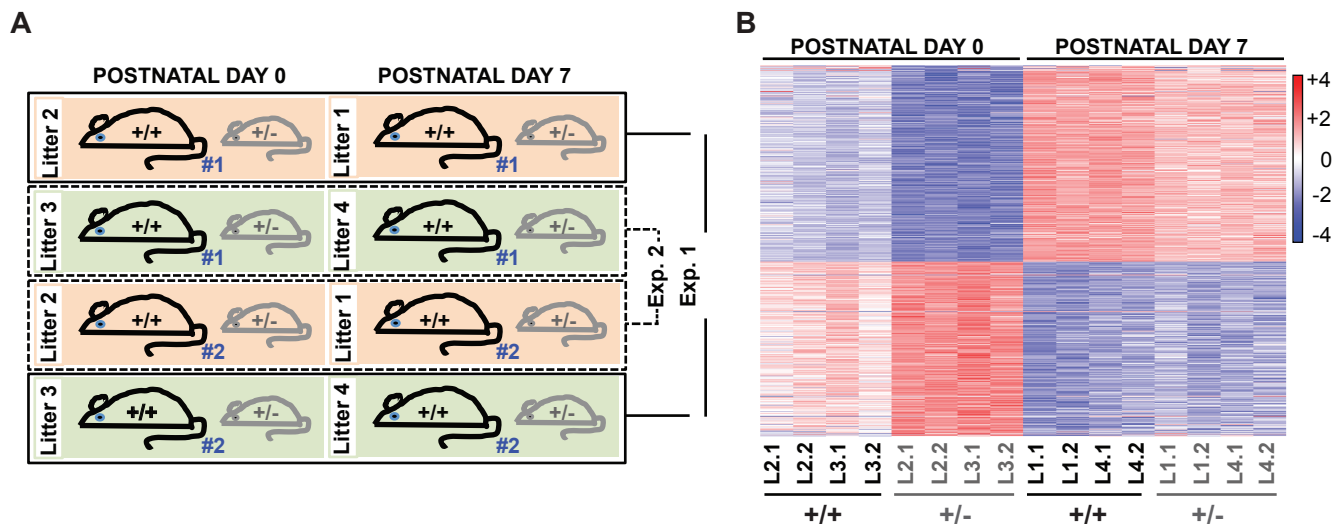 A
POSTNATAL DAY 0 POSTNATAL DAY 7
Litter 2 +/+ #1 +/- Litter 1 +/+ #1 +/-
Litter 3 +/+ #1 +/- Litter 4 +/+ #1 +/-
Litter 2 +/+ #2 +/- Litter 1 +/+ #2 +/-
Litter 3 +/+ #2 +/- Litter 4 +/+ #2 +/-
Exp. 2
Exp. 1
B
POSTNATAL DAY 0 POSTNATAL DAY 7
+4
+2
0
-2
-4
L2.1 L2.2 L3.1 L3.2 L2.1 L2.2 L3.1 L3.2 L1.1 L1.2 L4.1 L4.2 L1.1 L1.2 L4.1 L4.2
+/+ +/- +/+ +/-